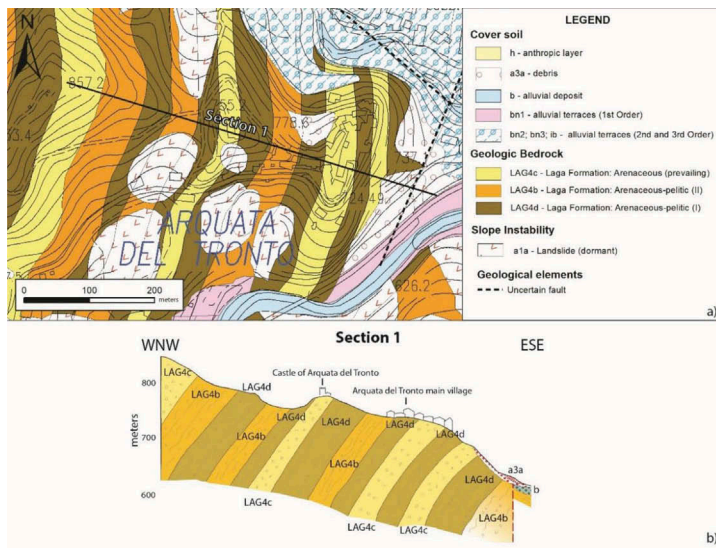 N
857.2
Section 1
778.6
ARQUATA
DEL TRONTO
626.2
0 100 200
meters
a)
LEGEND
Cover soil
h - anthropic layer
a3a - debris
b - alluvial deposit
bn1 - alluvial terraces (1st Order)
bn2; bn3; ib - alluvial terraces (2nd and 3rd Order)
Geologic Bedrock
LAG4c - Laga Formation: Arenaceous (prevailing)
LAG4b - Laga Formation: Arenaceous-pelitic (II)
LAG4d - Laga Formation: Arenaceous-pelitic (I)
Slope Instability
a1a - Landslide (dormant)
Geological elements
Uncertain fault
Section 1
WNW ESE
Castle of Arquata del Tronto
Arquata del Tronto main village
meters
800
700
600
LAG4c
LAG4b
LAG4d
LAG4b
LAG4d
LAG4c
LAG4d
LAG4b
LAG4d
LAG4c
LAG4c
LAG4d
LAG4d
LAG4b
a3a
b
b)